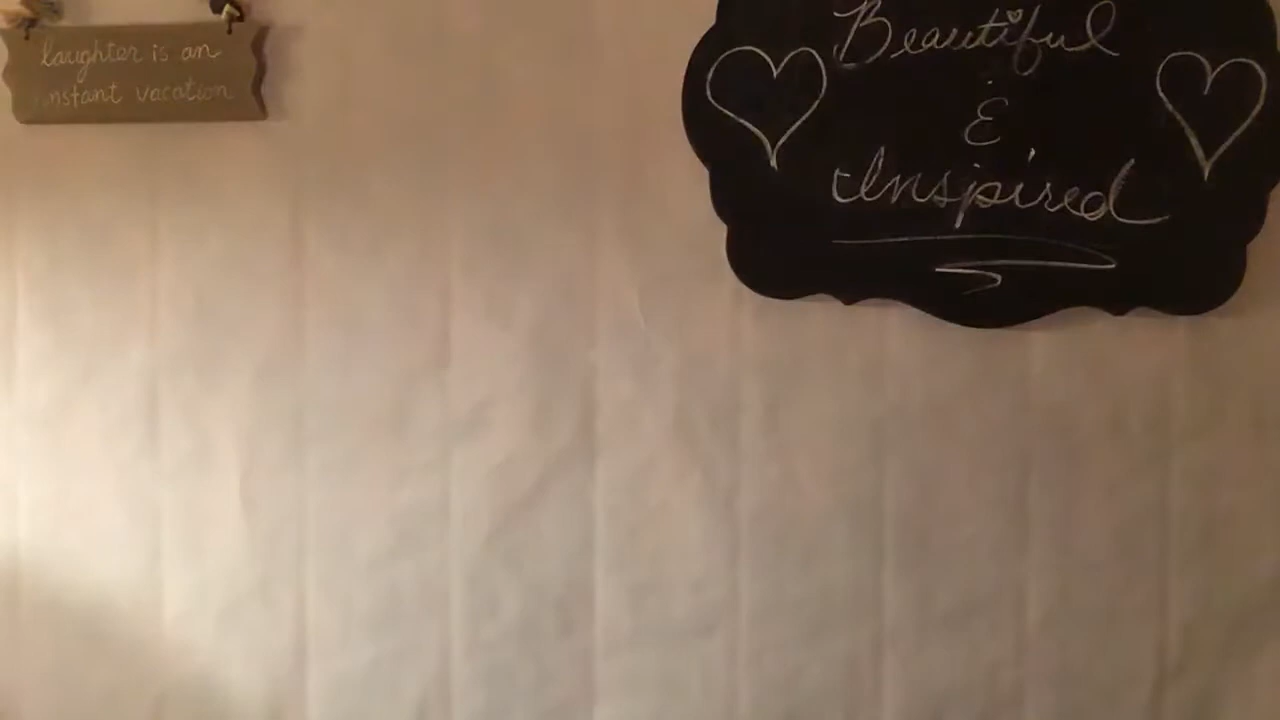 laughter is an
instant vacation
Beautiful
&
Inspired